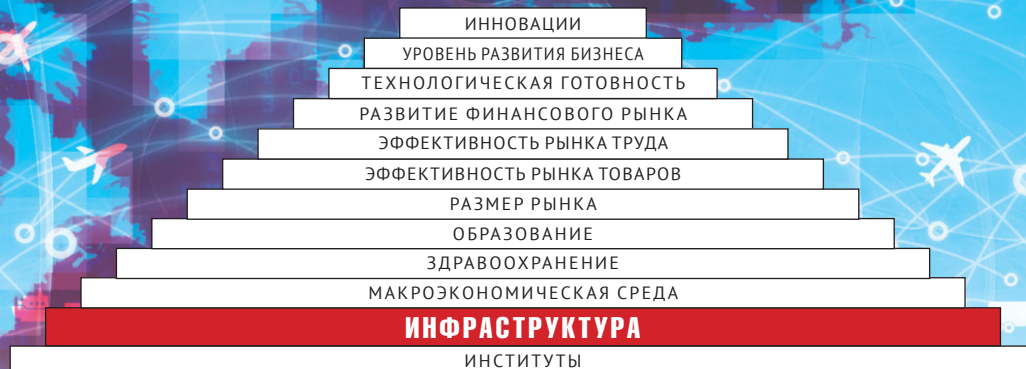 ИННОВАЦИИ
УРОВЕНЬ РАЗВИТИЯ БИЗНЕСА
ТЕХНОЛОГИЧЕСКАЯ ГОТОВНОСТЬ
РАЗВИТИЕ ФИНАНСОВОГО РЫНКА
ЭФФЕКТИВНОСТЬ РЫНКА ТРУДА
ЭФФЕКТИВНОСТЬ РЫНКА ТОВАРОВ
РАЗМЕР РЫНКА
ОБРАЗОВАНИЕ
ЗДРАВООХРАНЕНИЕ
МАКРОЭКОНОМИЧЕСКАЯ СРЕДА
ИНФРАСТРУКТУРА
ИНСТИТУТЫ